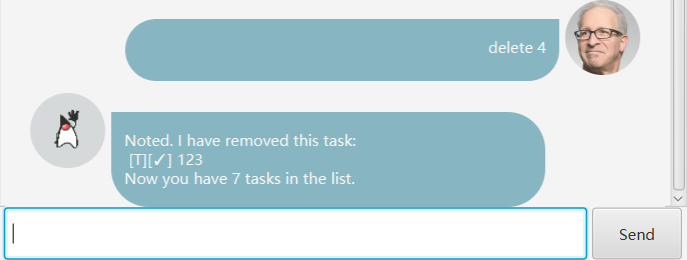 delete 4
Noted. I have removed this task:
[T][✓] 123
Now you have 7 tasks in the list.
Send